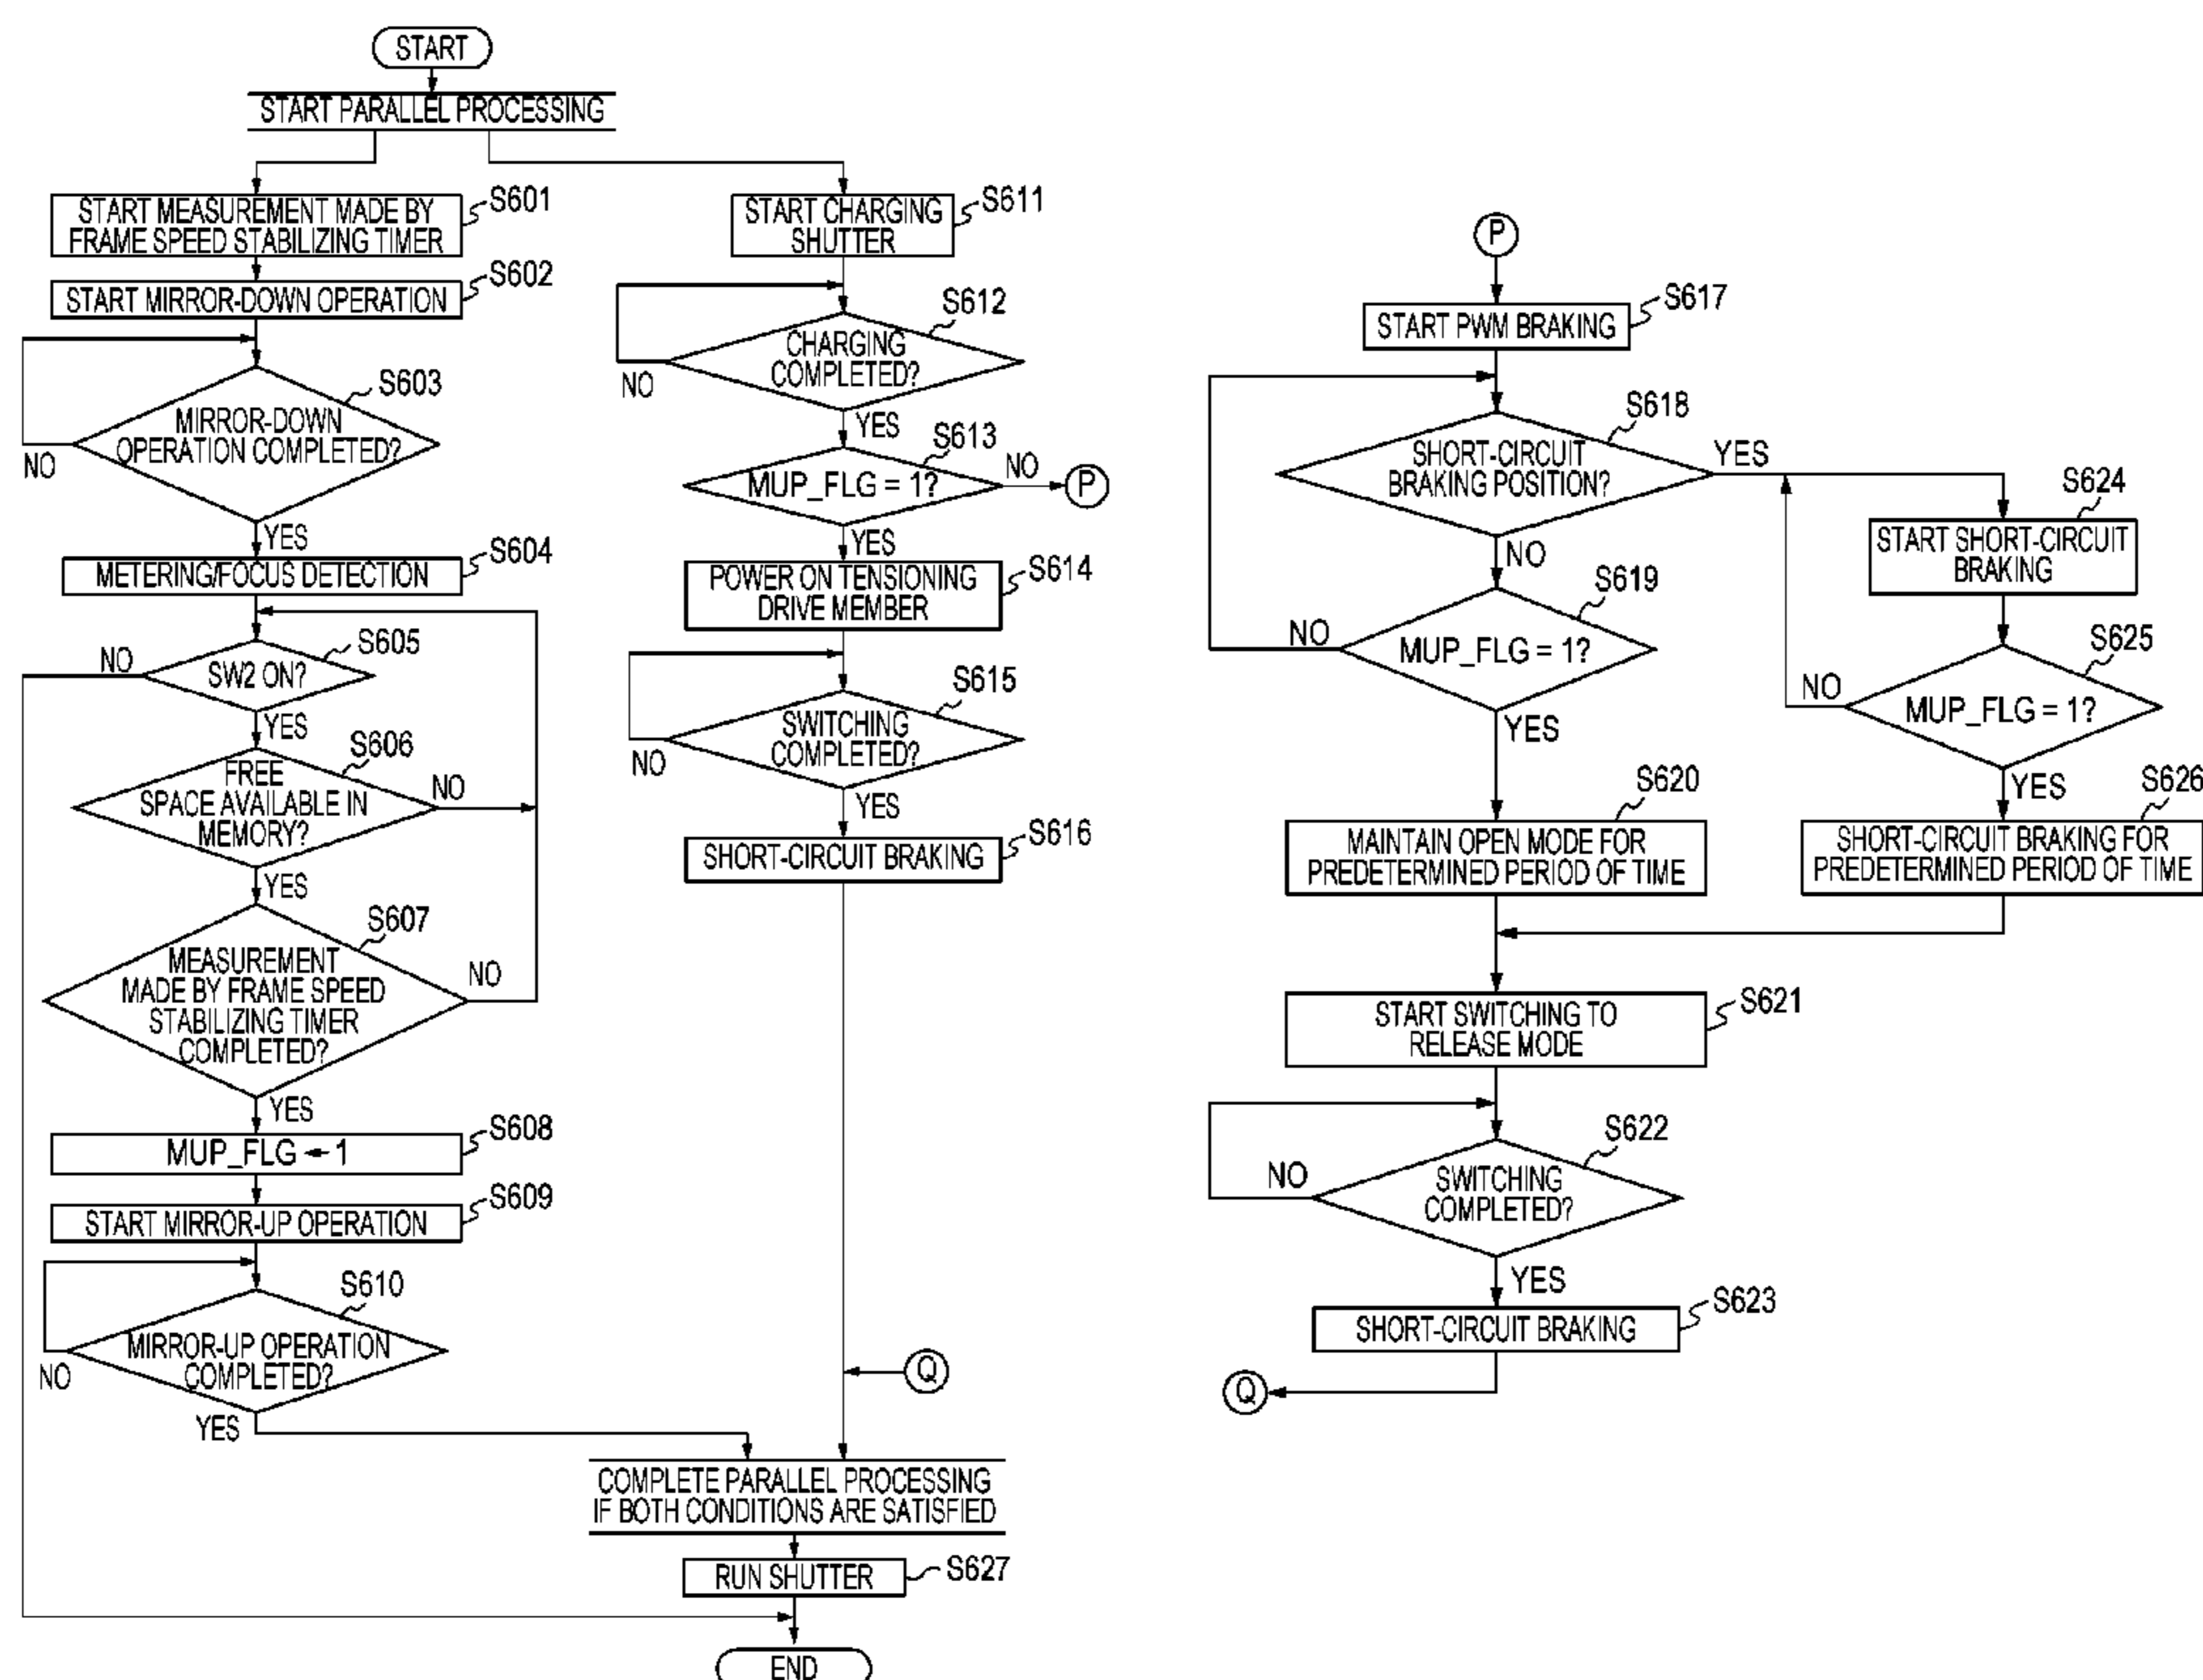 START
START PARALLEL PROCESSING
START MEASUREMENT MADE BY
FRAME SPEED STABILIZING TIMER
S601
START MIRROR-DOWN OPERATION
S602
MIRROR-DOWN
OPERATION COMPLETED?
S603
NO
YES
METERING/FOCUS DETECTION
S604
SW2 ON?
S605
NO
YES
FREE
SPACE AVAILABLE IN
MEMORY?
S606
NO
YES
MEASUREMENT
MADE BY FRAME SPEED
STABILIZING TIMER
COMPLETED?
S607
NO
YES
MUP_FLG ← 1
S608
START MIRROR-UP OPERATION
S609
MIRROR-UP OPERATION
COMPLETED?
S610
NO
YES
START CHARGING
SHUTTER
S611
CHARGING
COMPLETED?
S612
NO
YES
MUP_FLG = 1?
S613
NO
P
YES
POWER ON TENSIONING
DRIVE MEMBER
S614
SWITCHING
COMPLETED?
S615
NO
YES
SHORT-CIRCUIT BRAKING
S616
Q
COMPLETE PARALLEL PROCESSING
IF BOTH CONDITIONS ARE SATISFIED
RUN SHUTTER
S627
END
P
START PWM BRAKING
S617
SHORT-CIRCUIT
BRAKING POSITION?
S618
YES
NO
MUP_FLG = 1?
S619
NO
YES
MAINTAIN OPEN MODE FOR
PREDETERMINED PERIOD OF TIME
S620
START SWITCHING TO
RELEASE MODE
S621
SWITCHING
COMPLETED?
S622
NO
YES
SHORT-CIRCUIT BRAKING
S623
Q
START SHORT-CIRCUIT
BRAKING
S624
MUP_FLG = 1?
S625
NO
YES
SHORT-CIRCUIT BRAKING FOR
PREDETERMINED PERIOD OF TIME
S626